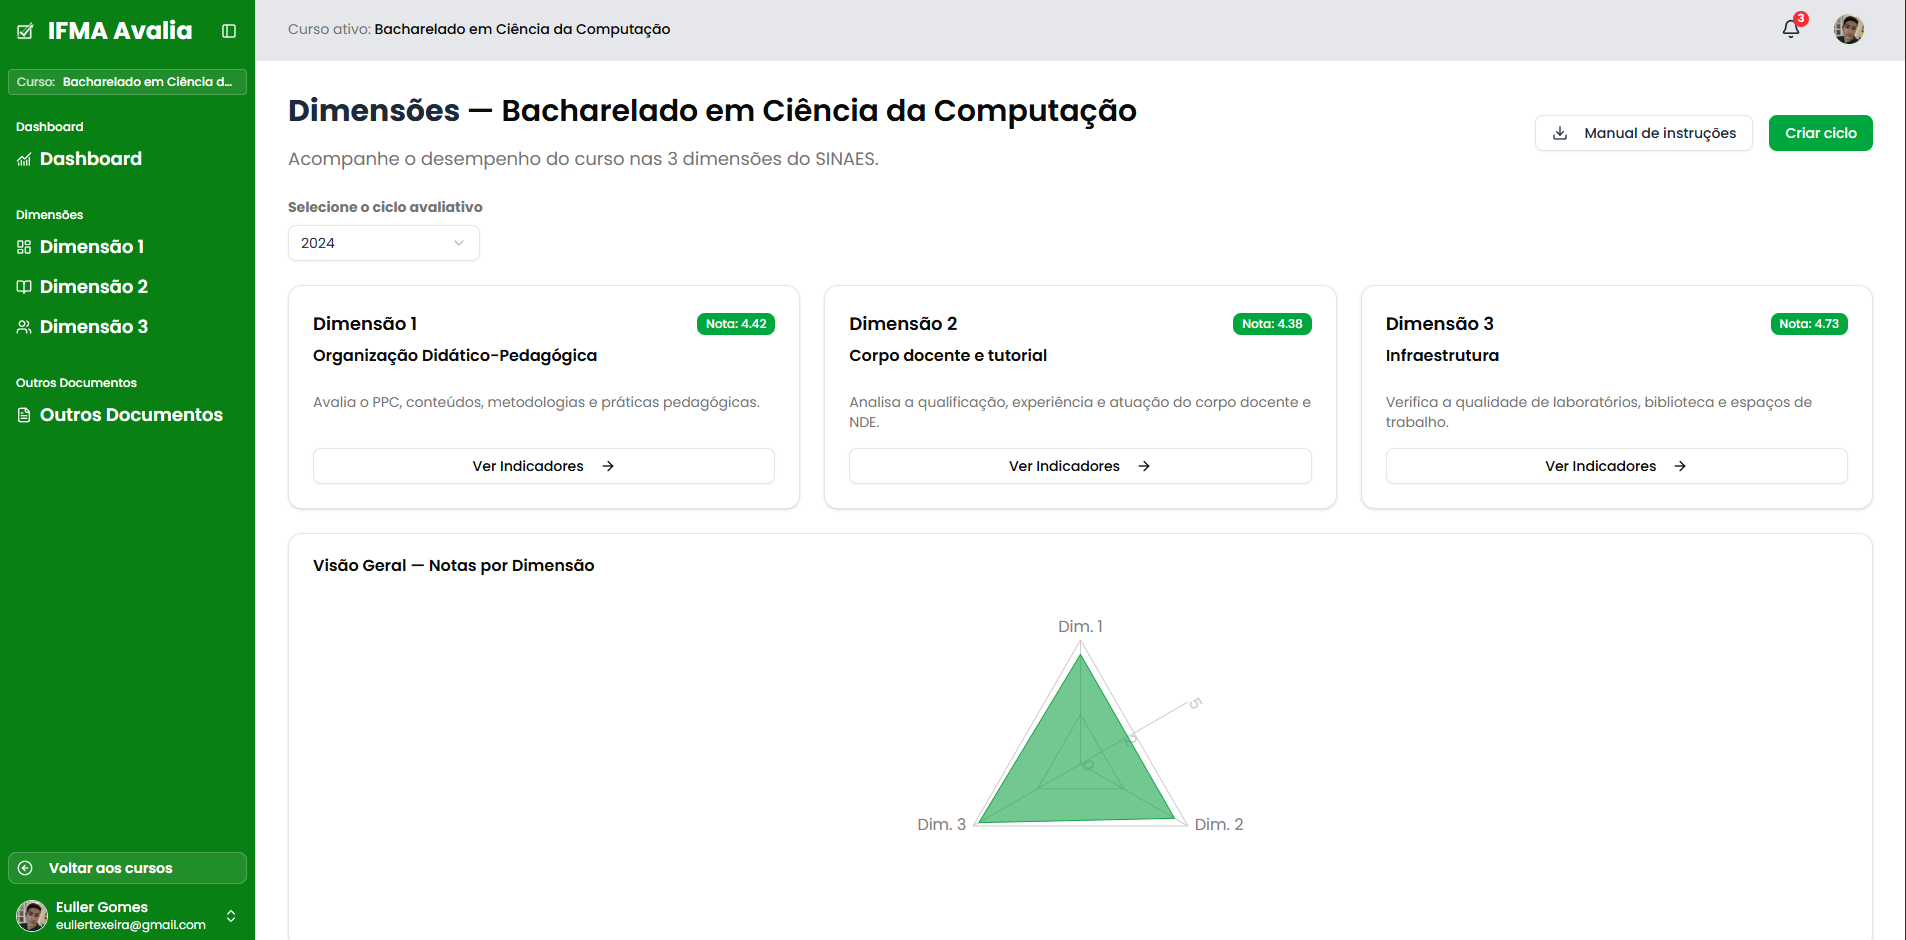 IFMA Avalia
Curso: Bacharelado em Ciência d...
Dashboard
Dashboard
Dimensões
Dimensão 1
Dimensão 2
Dimensão 3
Outros Documentos
Outros Documentos
Voltar aos cursos
Euller Gomes
eullertexeira@gmail.com
Curso ativo: Bacharelado em Ciência da Computação
3
Dimensões — Bacharelado em Ciência da Computação
Acompanhe o desempenho do curso nas 3 dimensões do SINAES.
Manual de instruções
Criar ciclo
Selecione o ciclo avaliativo
2024
Dimensão 1
Nota: 4.42
Organização Didático-Pedagógica
Avalia o PPC, conteúdos, metodologias e práticas pedagógicas.
Ver Indicadores
Dimensão 2
Nota: 4.38
Corpo docente e tutorial
Analisa a qualificação, experiência e atuação do corpo docente e
NDE.
Ver Indicadores
Dimensão 3
Nota: 4.73
Infraestrutura
Verifica a qualidade de laboratórios, biblioteca e espaços de
trabalho.
Ver Indicadores
Visão Geral — Notas por Dimensão
Dim. 1
5
2
0
Dim. 3
Dim. 2